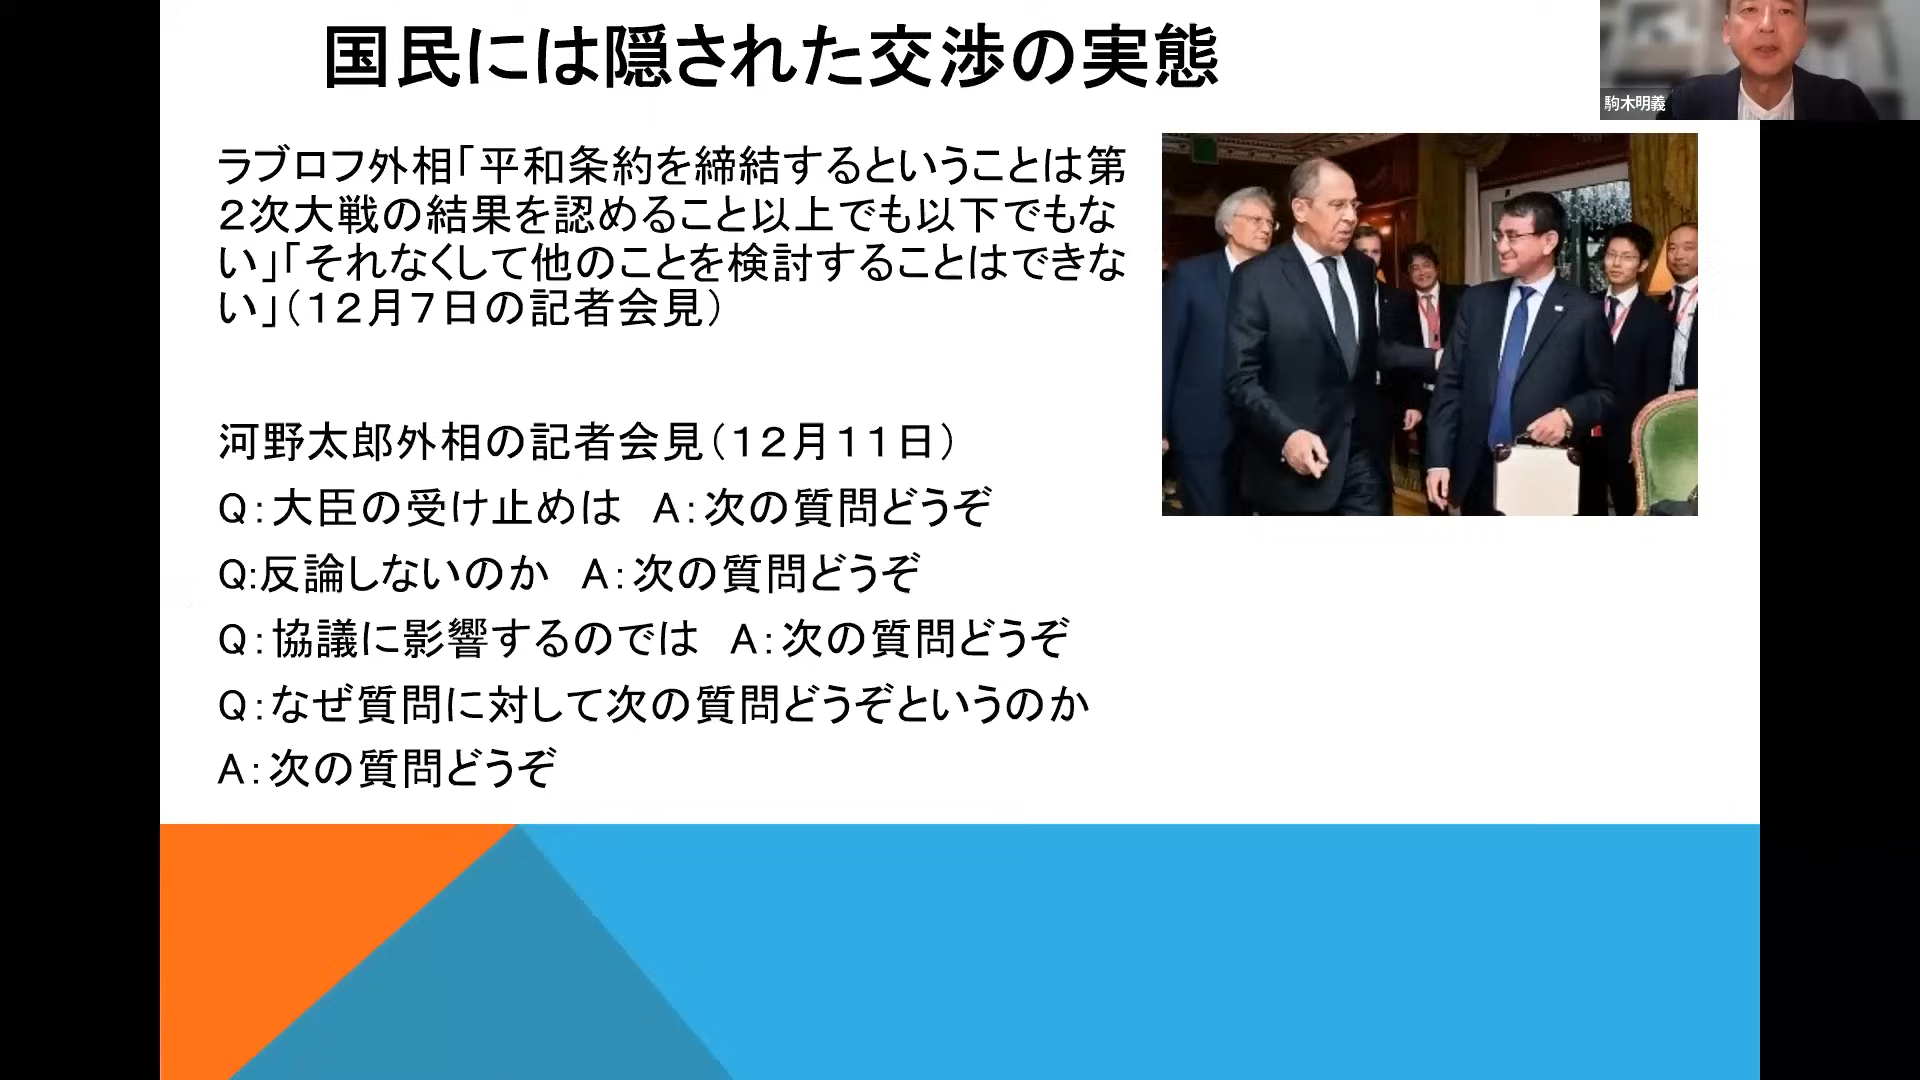 国民には隠された交渉の実態
駒木明義
ラブロフ外相「平和条約を締結するということは第
２次大戦の結果を認めること以上でも以下でもな
い」「それなくして他のことを検討することはできな
い」（１２月７日の記者会見）
河野太郎外相の記者会見（１２月１１日）
Q：大臣の受け止めは　A：次の質問どうぞ
Q:反論しないのか　A：次の質問どうぞ
Q：協議に影響するのでは　A：次の質問どうぞ
Q：なぜ質問に対して次の質問どうぞというのか
A：次の質問どうぞ